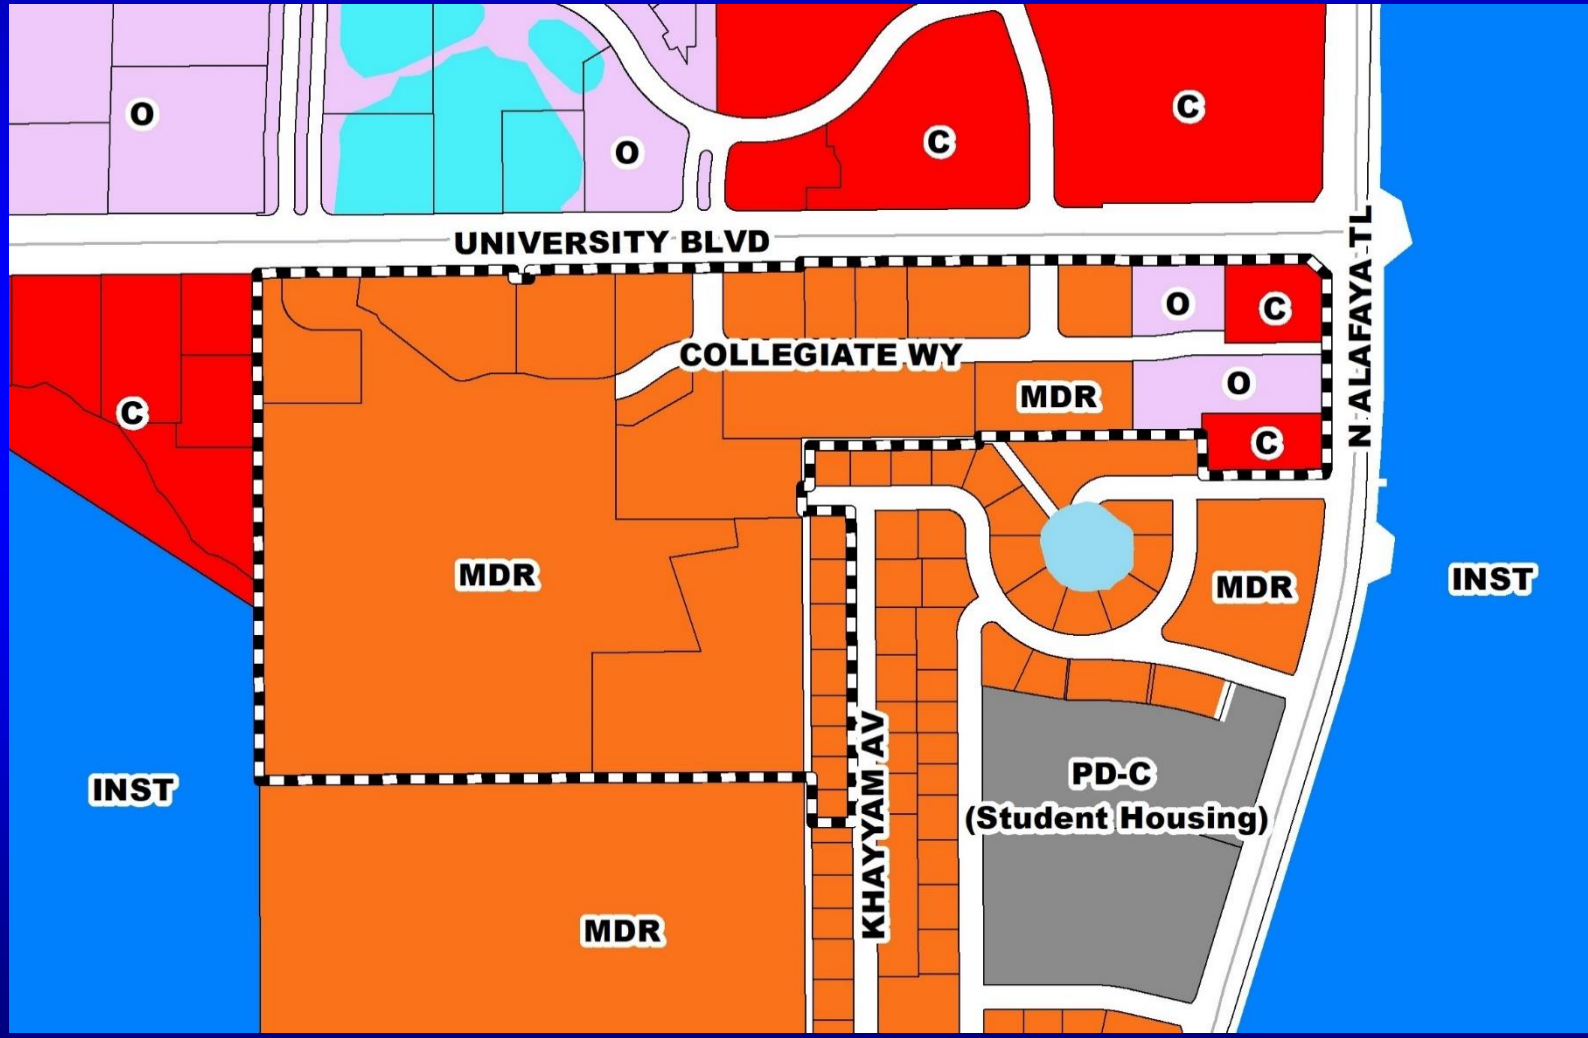 C
O
C
O
UNIVERSITY BLVD
N ALAFAYA TL
O
C
COLLEGIATE WY
O
MDR
C
C
MDR
MDR
INST
PD-C
(Student Housing)
INST
KHAYYAM AV
MDR